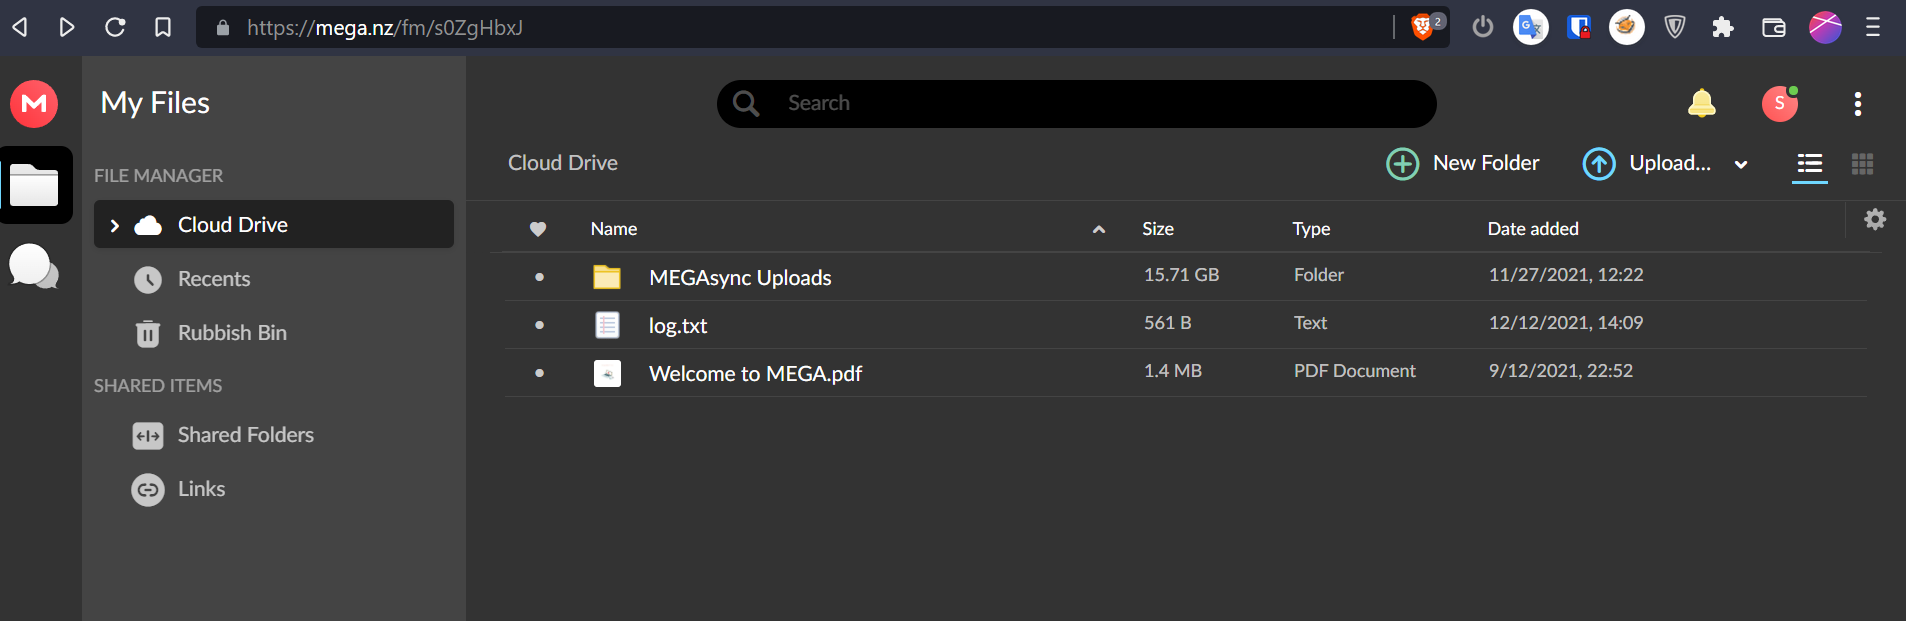 https://mega.nz/fm/s0ZgHbxJ
2
G
M
My Files
Search
S
Cloud Drive
New Folder
Upload...
FILE MANAGER
Cloud Drive
Recents
Rubbish Bin
SHARED ITEMS
Shared Folders
Links
Name Size Type Date added
MEGAsync Uploads 15.71 GB Folder 11/27/2021, 12:22
log.txt 561 B Text 12/12/2021, 14:09
Welcome to MEGA.pdf 1.4 MB PDF Document 9/12/2021, 22:52